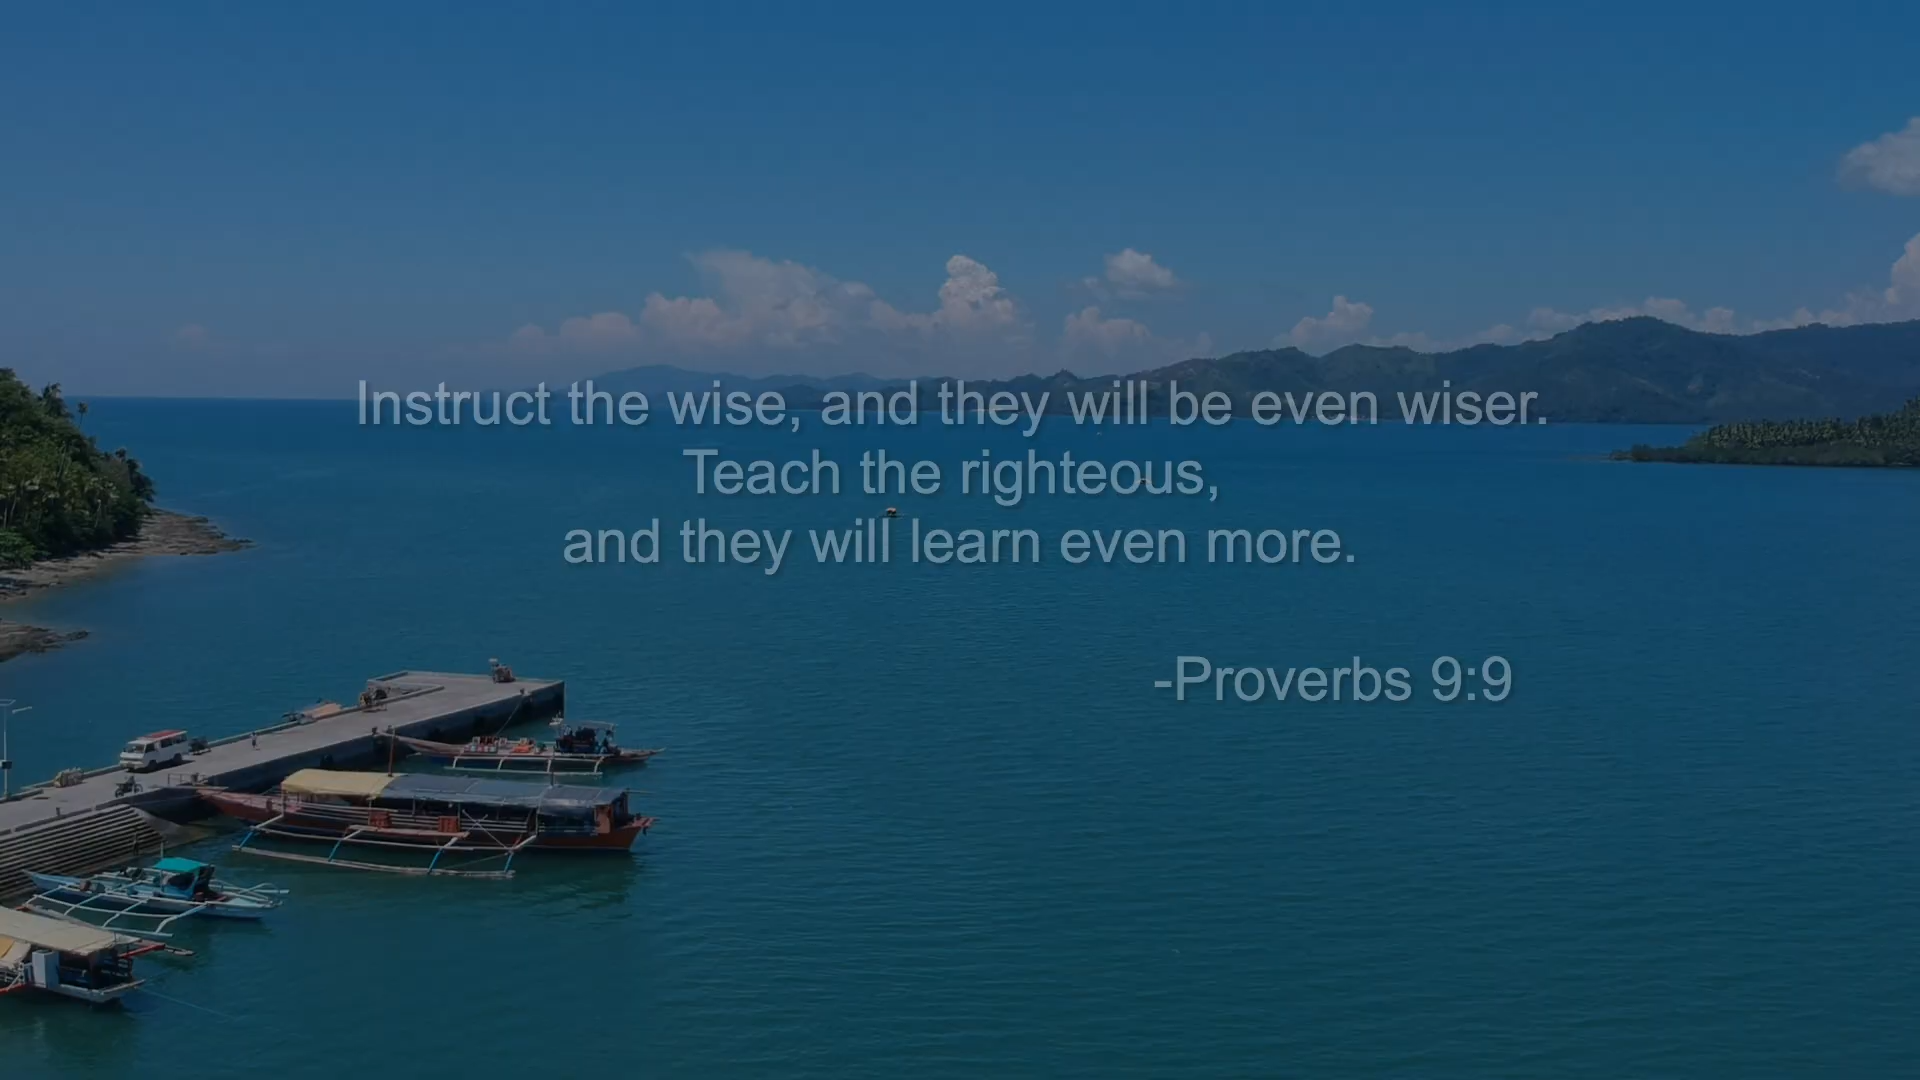 Instruct the wise, and they will be even wiser.
Teach the righteous,
and they will learn even more.
-Proverbs 9:9